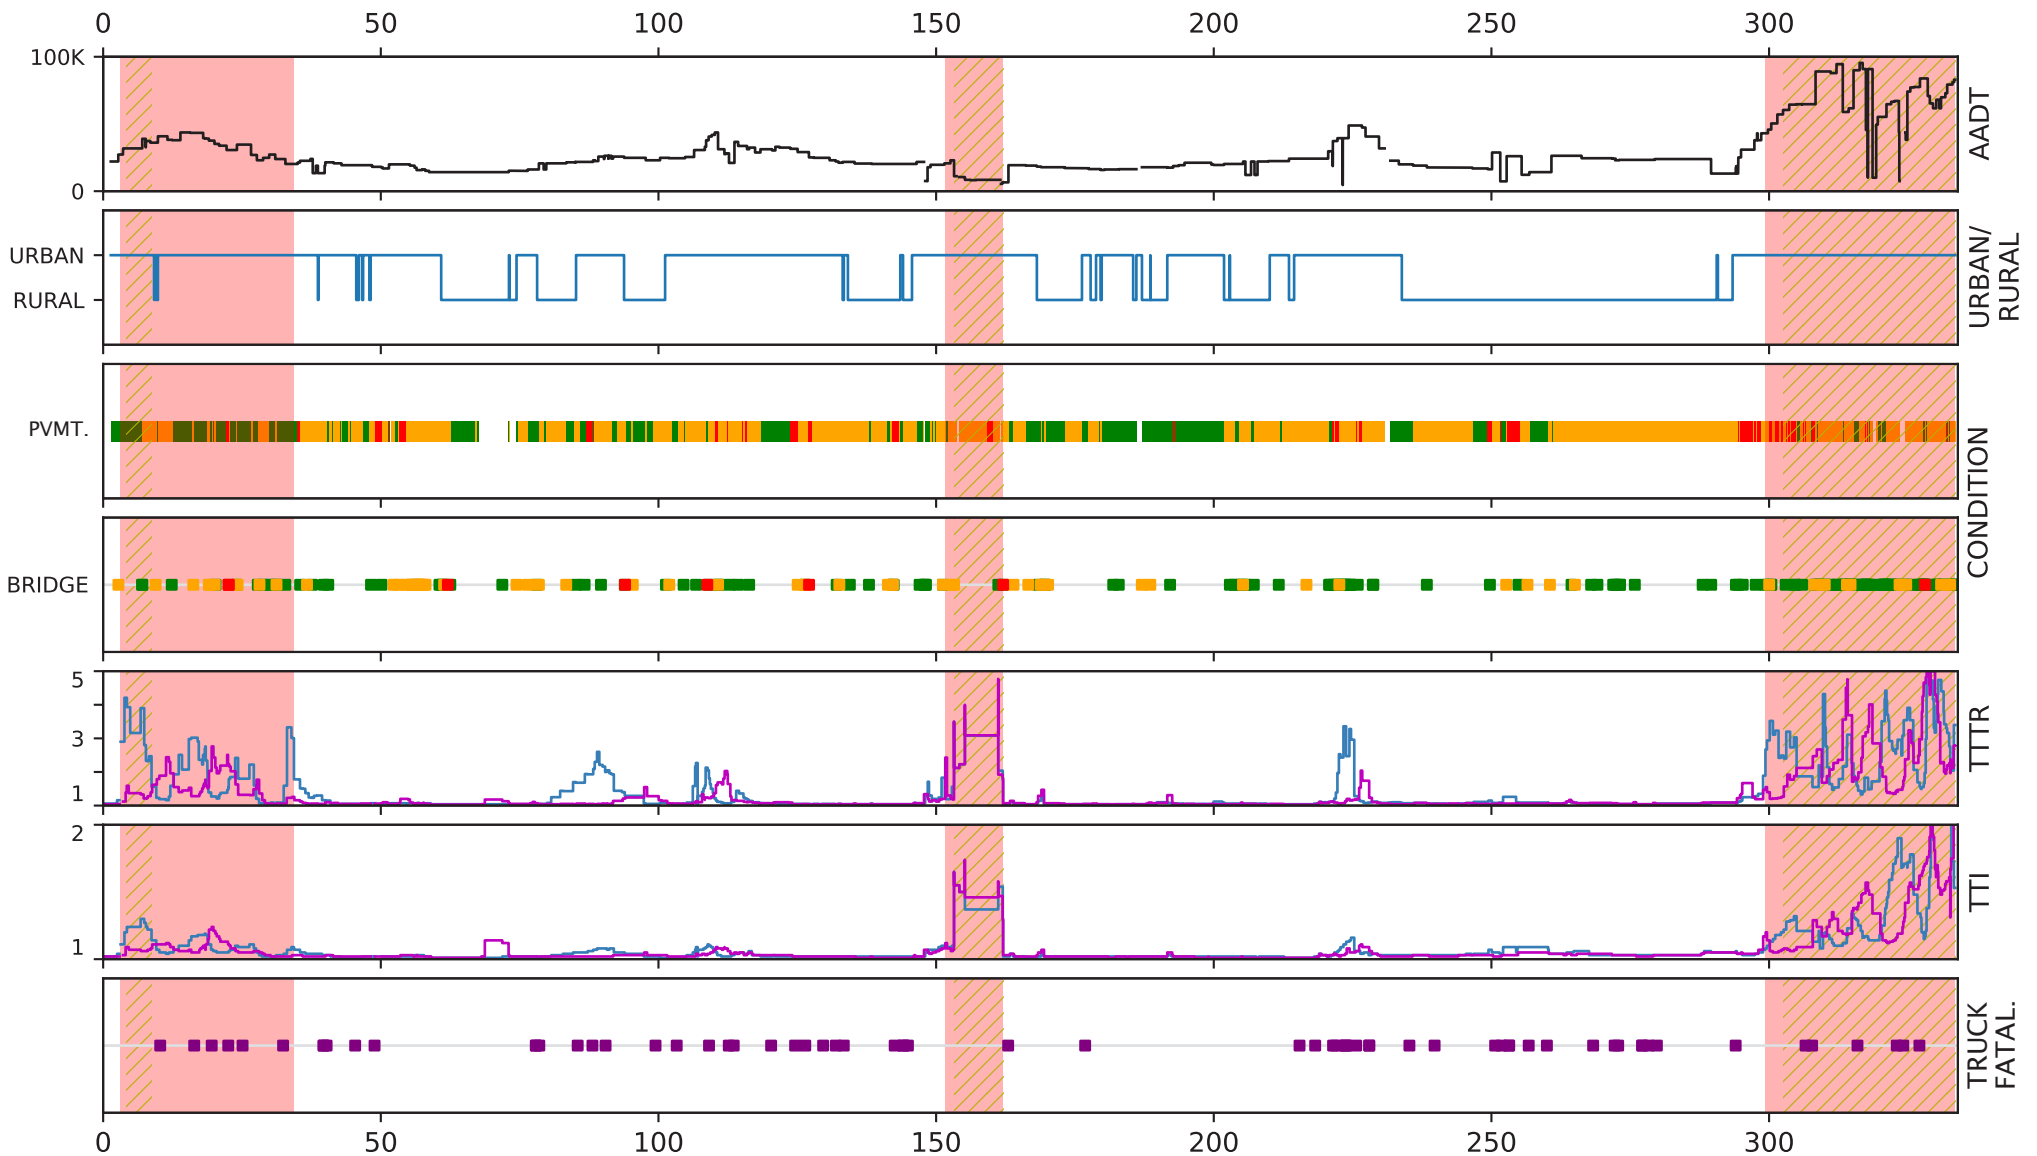 0 50 100 150 200 250 300
100K
0
AADT
URBAN
RURAL
URBAN/
RURAL
PVMT.
CONDITION
BRIDGE
5
3
1
TTTR
2
1
TTI
TRUCK
FATAL.
0 50 100 150 200 250 300